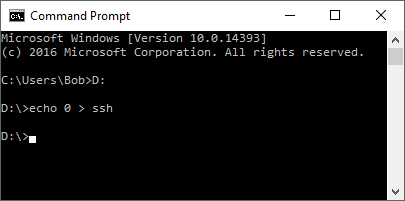 Command Prompt
Microsoft Windows [Version 10.0.14393]
(c) 2016 Microsoft Corporation. All rights reserved.
C:\Users\Bob>D:
D:\>echo 0 > ssh
D:\>